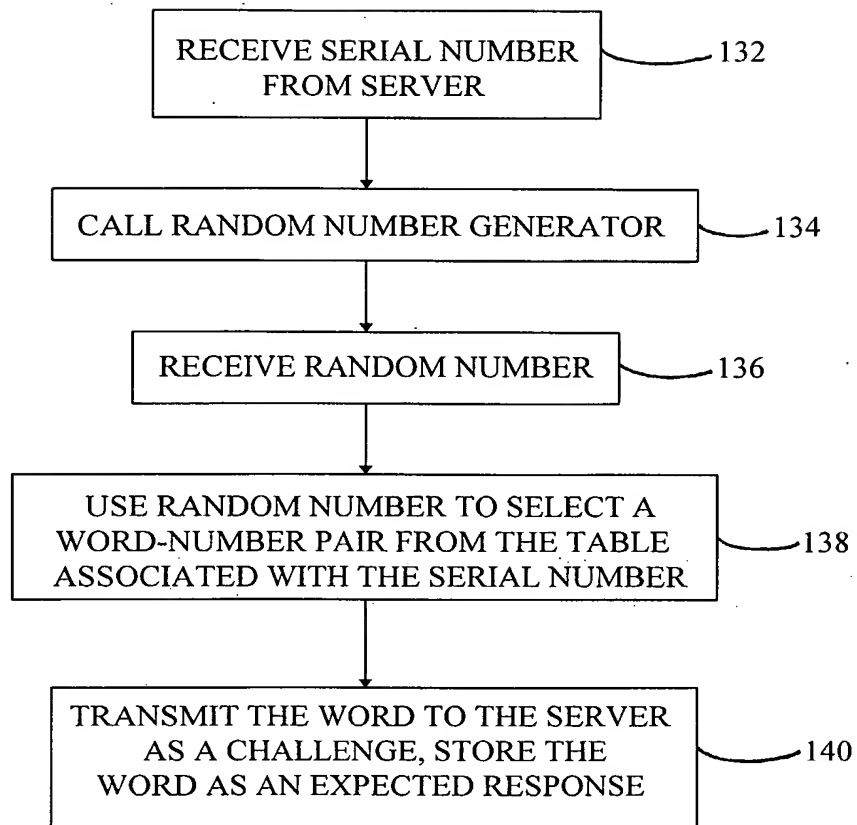 RECEIVE SERIAL NUMBER
FROM SERVER
132
CALL RANDOM NUMBER GENERATOR
134
RECEIVE RANDOM NUMBER
136
USE RANDOM NUMBER TO SELECT A
WORD-NUMBER PAIR FROM THE TABLE
ASSOCIATED WITH THE SERIAL NUMBER
138
TRANSMIT THE WORD TO THE SERVER
AS A CHALLENGE, STORE THE
WORD AS AN EXPECTED RESPONSE
140